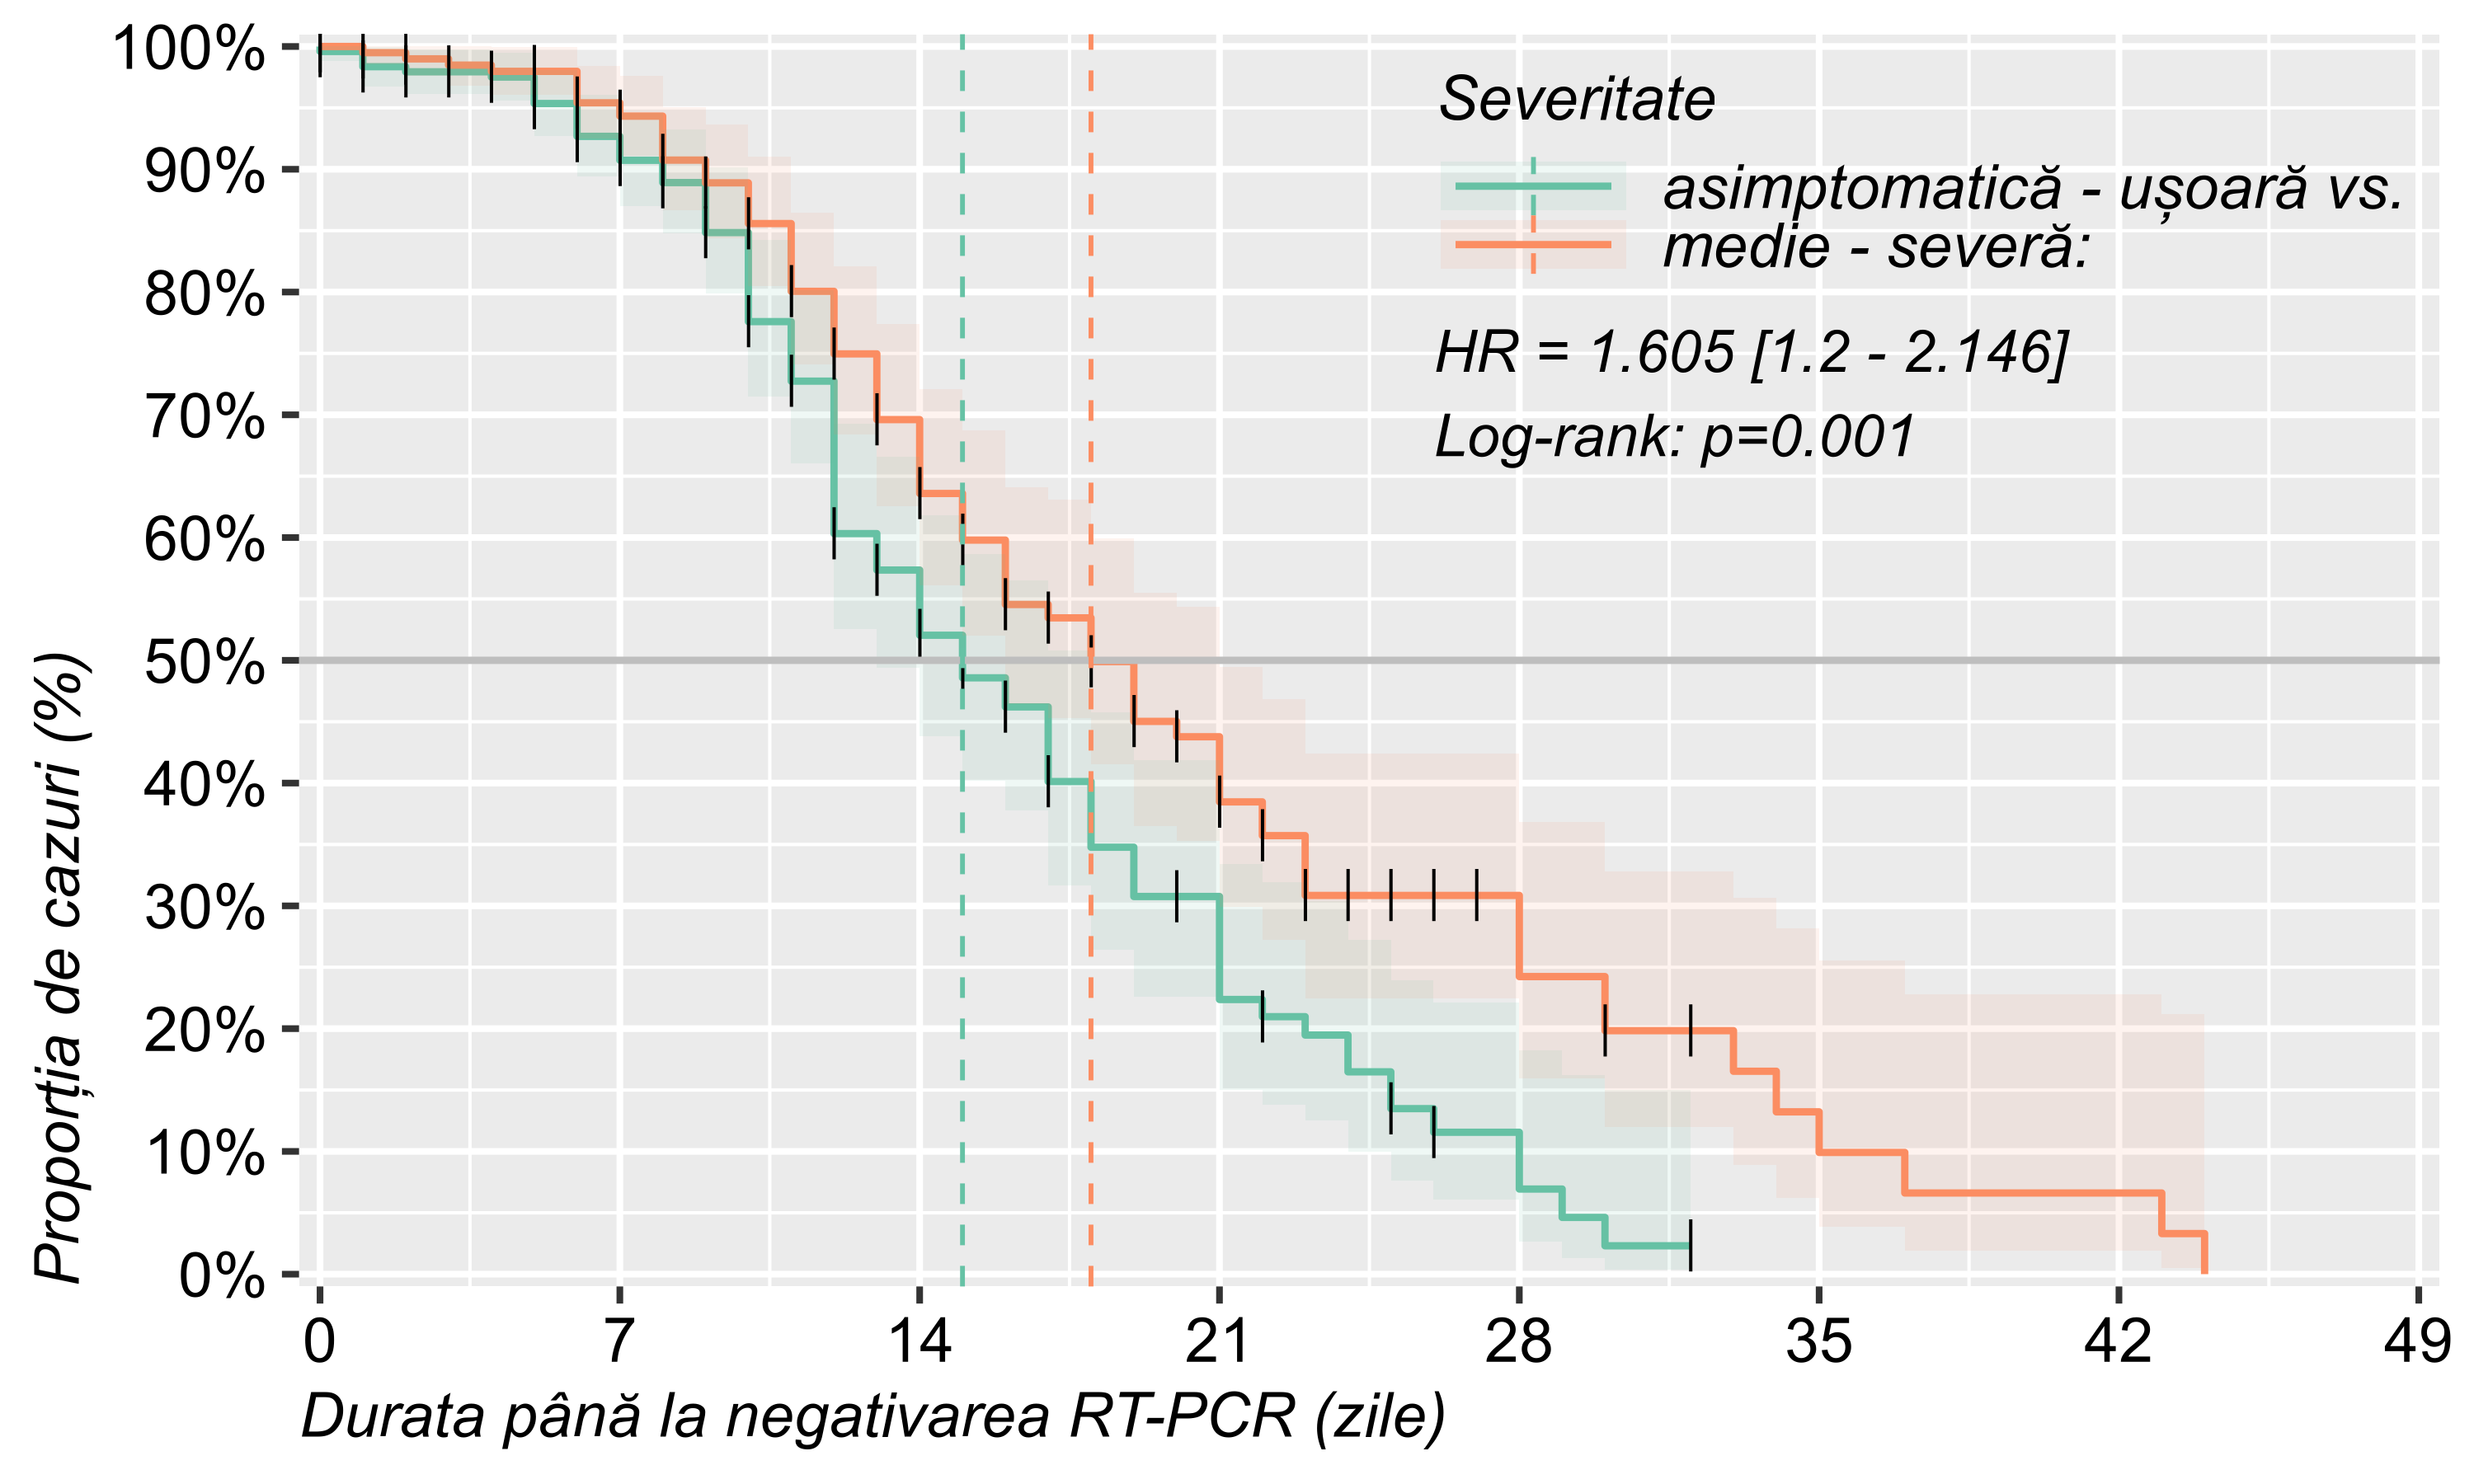 100%
90%
80%
70%
60%
50%
40%
30%
20%
10%
0%
Proporția de cazuri (%)
Severitate
asimptomatică - ușoară vs.
medie - severă:
HR = 1.605 [1.2 - 2.146]
Log-rank: p=0.001
0 7 14 21 28 35 42 49
Durata până la negativarea RT-PCR (zile)